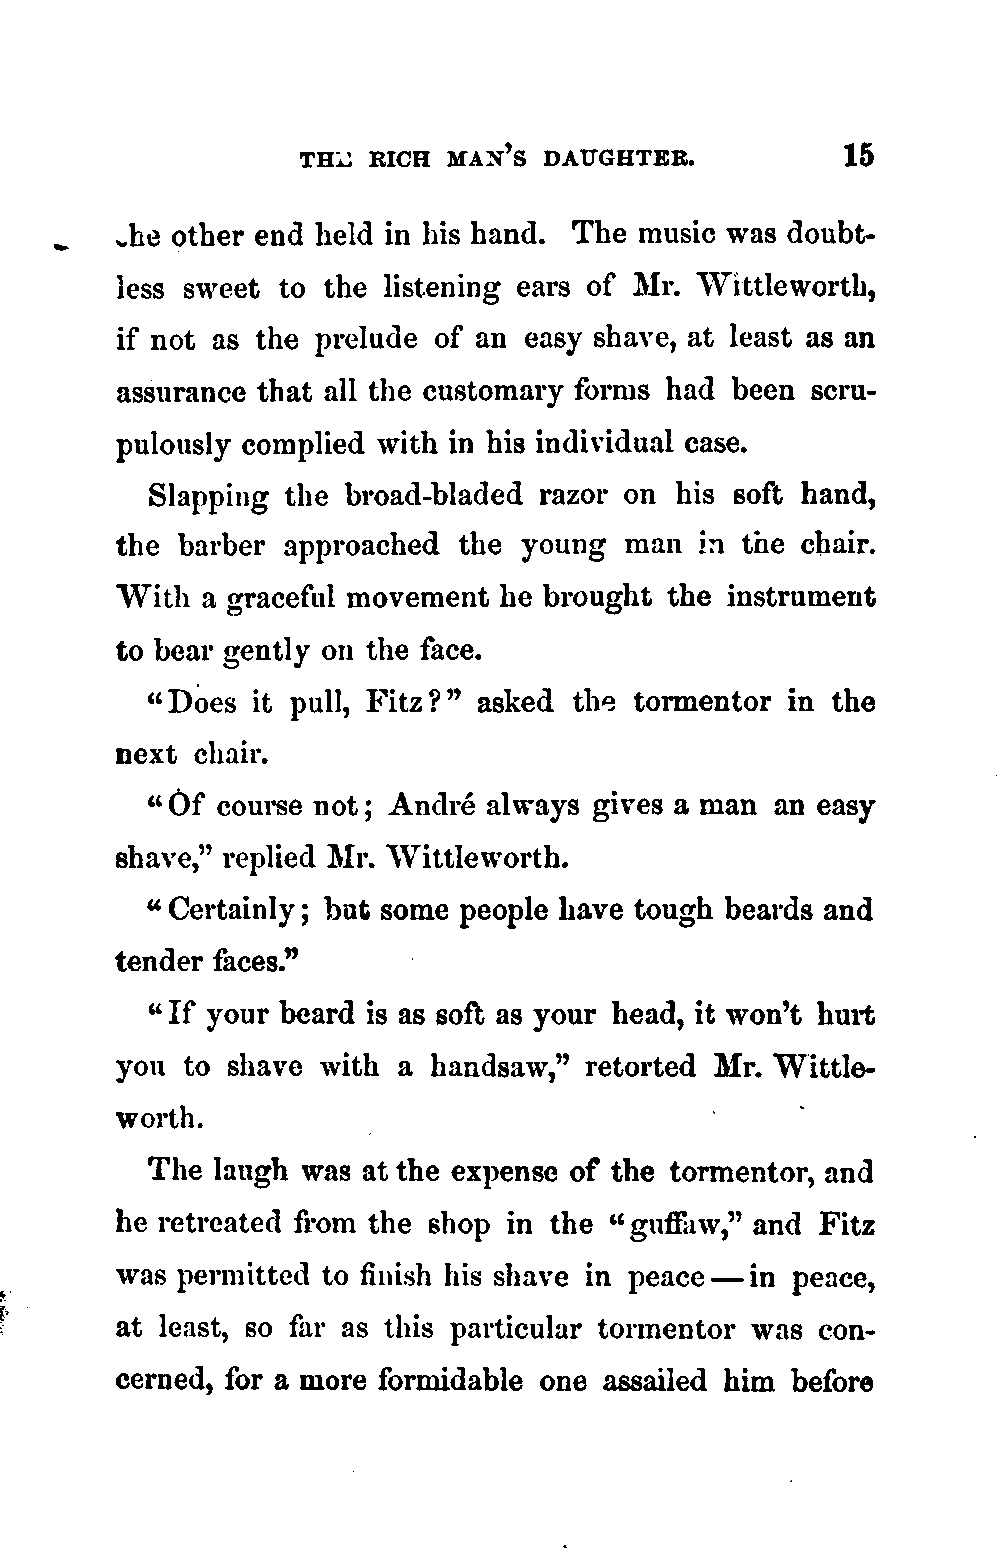 THE RICH MAN'S DAUGHTER. 15
the other end held in his hand. The music was doubt-
less sweet to the listening ears of Mr. Wittleworth,
if not as the prelude of an easy shave, at least as an
assurance that all the customary forms had been scru-
pulously complied with in his individual case.
Slapping the broad-bladed razor on his soft hand,
the barber approached the young man in the chair.
With a graceful movement he brought the instrument
to bear gently on the face.
"Does it pull, Fitz?" asked the tormentor in the
next chair.
"Of course not; André always gives a man an easy
shave," replied Mr. Wittleworth.
"Certainly; but some people have tough beards and
tender faces."
"If your beard is as soft as your head, it won't hurt
you to shave with a handsaw," retorted Mr. Wittle-
worth.
The laugh was at the expense of the tormentor, and
he retreated from the shop in the "guffaw," and Fitz
was permitted to finish his shave in peace — in peace,
at least, so far as this particular tormentor was con-
cerned, for a more formidable one assailed him before